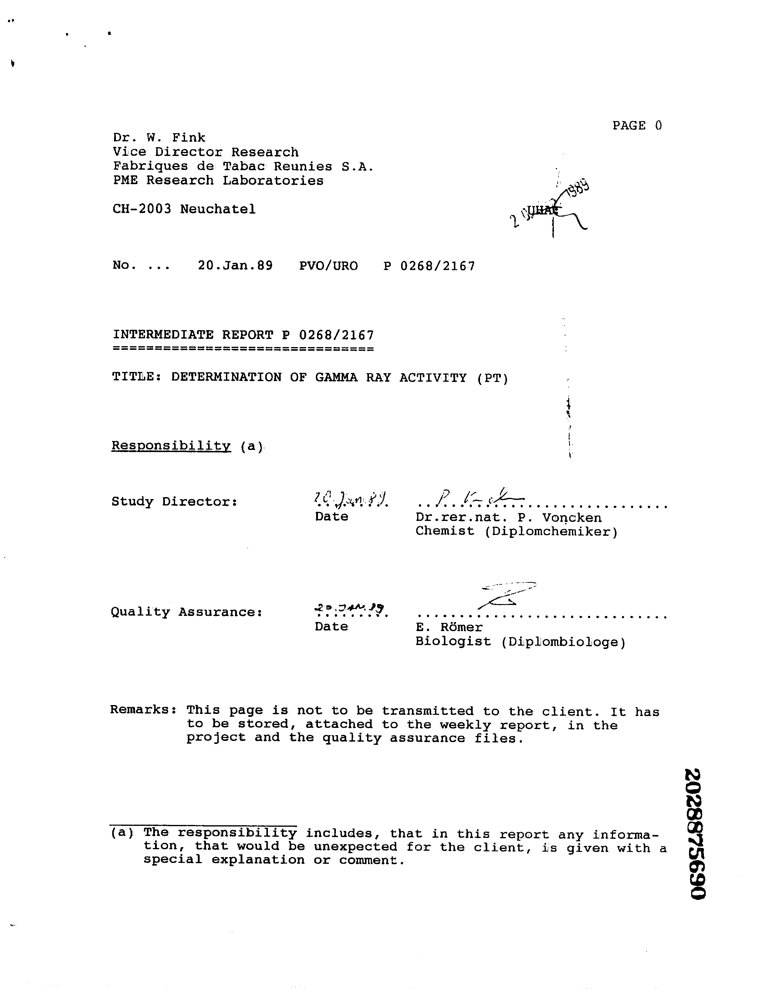 PAGE 0
Dr. W. Fink
Vice Director Research
Fabriques de Tabac Reunies S.A.
PME Research Laboratories
CH-2003 Neuchatel
1989
No. ... 20.Jan.89 PVO/URO P 0268/2167
INTERMEDIATE REPORT P 0268/2167
===============================
TITLE: DETERMINATION OF GAMMA RAY ACTIVITY (PT)
Responsibility (a)
Study Director: 20.Jan.89.
Date Dr.rer.nat. P. Voncken
Chemist (Diplomchemiker)
Quality Assurance: 20.JAN.89
Date E. Römer
Biologist (Diplombiologe)
Remarks: This page is not to be transmitted to the client. It has
to be stored, attached to the weekly report, in the
project and the quality assurance files.
(a) The responsibility includes, that in this report any informa-
tion, that would be unexpected for the client, is given with a
special explanation or comment.
2028875690